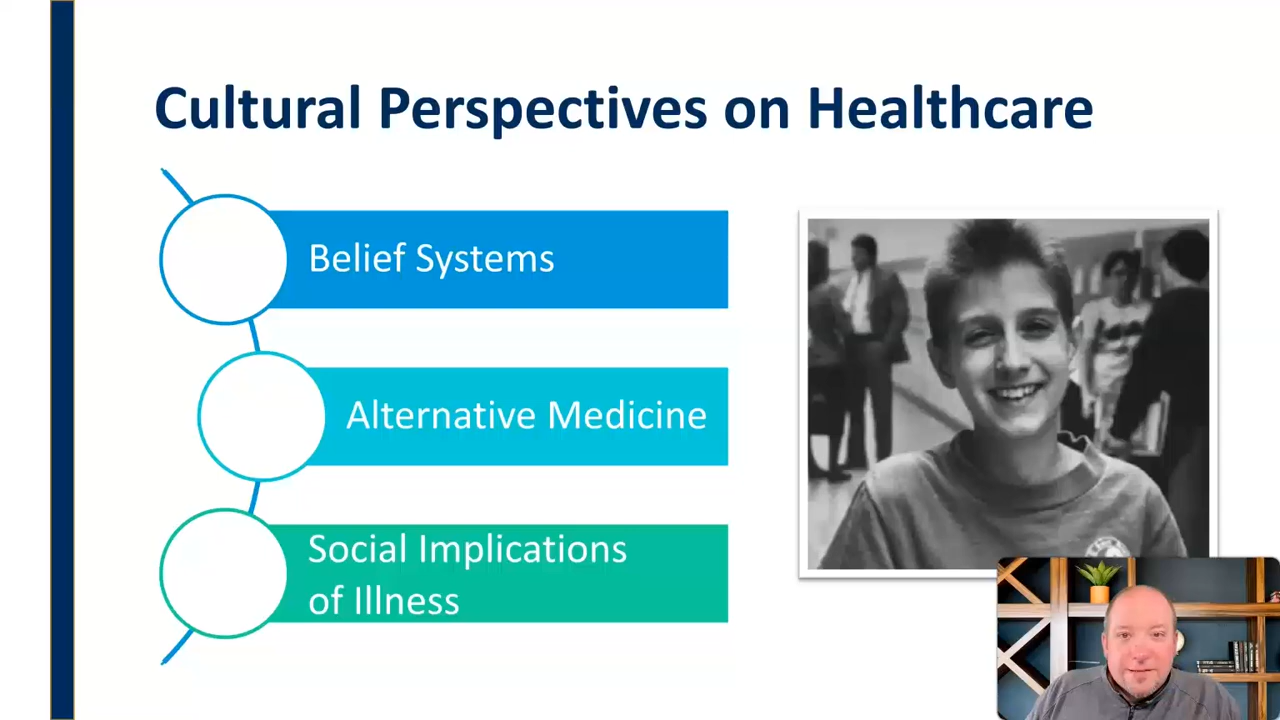 Cultural Perspectives on Healthcare
Belief Systems
Alternative Medicine
Social Implications
of Illness